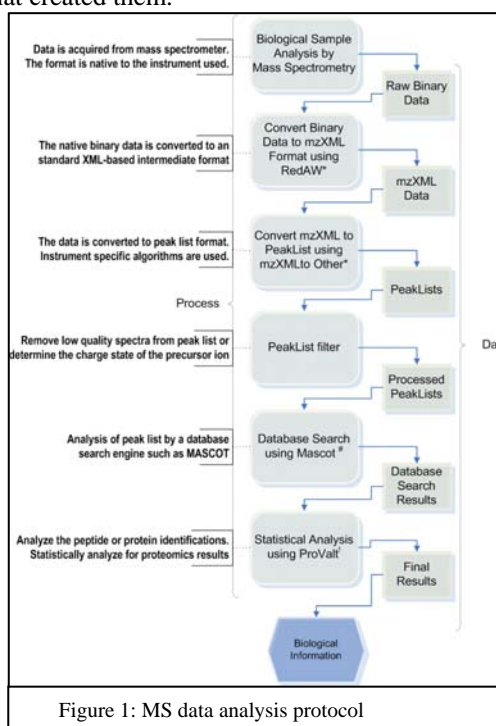 that created them.
Data is acquired from mass spectrometer.
The format is native to the instrument used.
Biological Sample
Analysis by
Mass Spectrometry
Raw Binary
Data
The native binary data is converted to an
standard XML-based intermediate format
Convert Binary
Data to mzXML
Format using
RedAW*
mzXML
Data
The data is converted to peak list format.
Instrument specific algorithms are used.
Convert mzXML to
PeakList using
mzXMLto Other*
PeakLists
Process
Remove low quality spectra from peak list or
determine the charge state of the precursor ion
PeakList filter
Da
Processed
PeakLists
Analysis of peak list by a database
search engine such as MASCOT
Database Search
using Mascot #
Database
Search
Results
Analyze the peptide or protein identifications.
Statistically analyze for proteomics results
Statistical Analysis
using ProValt!
Final
Results
Biological
Information
Figure 1: MS data analysis protocol